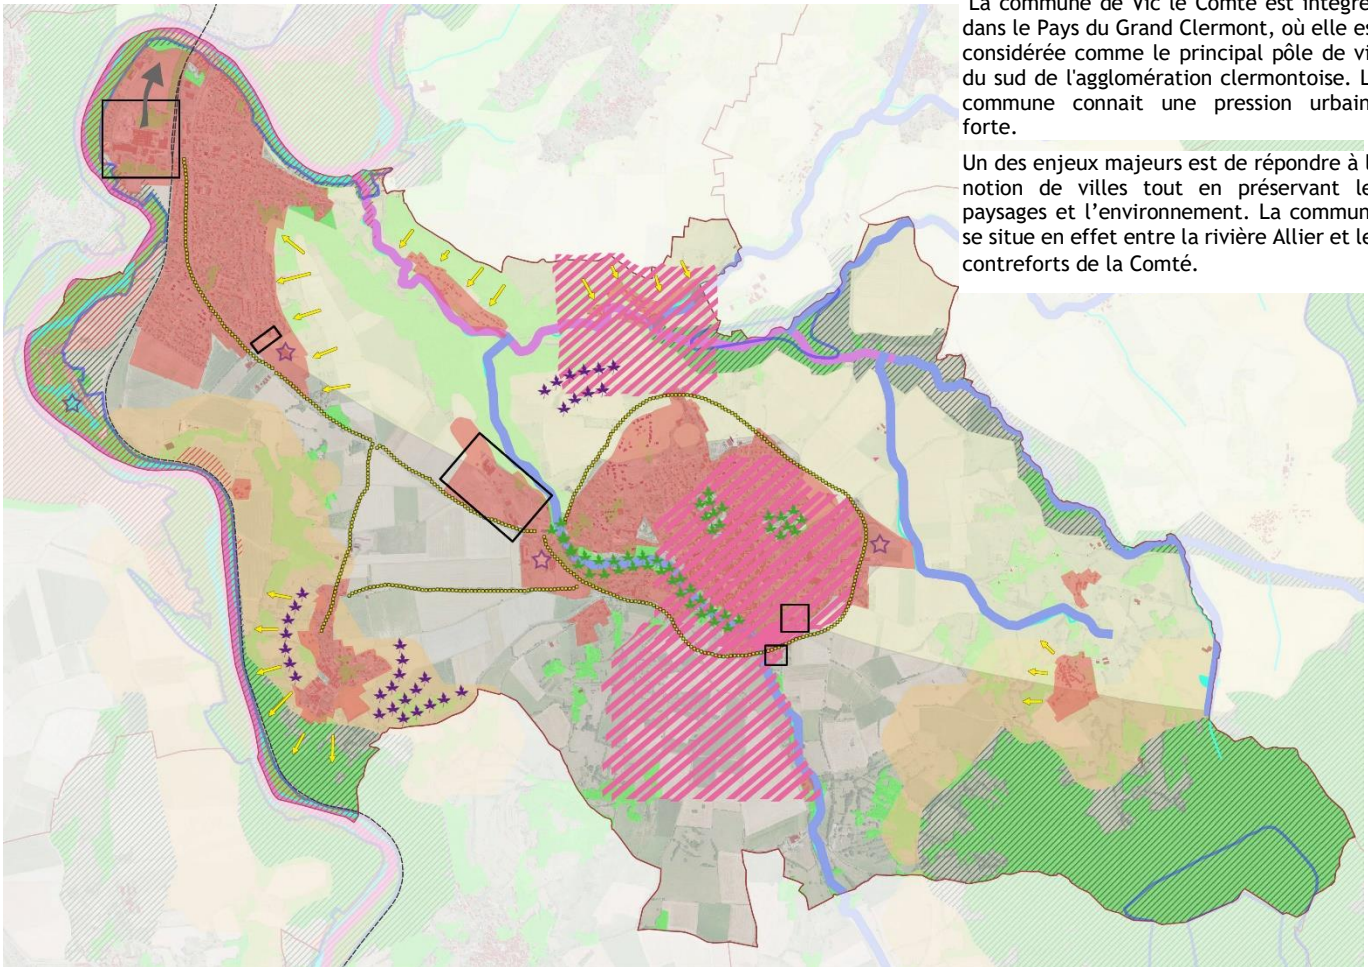 La commune de Vic le Comte est intégré
dans le Pays du Grand Clermont, où elle es
considérée comme le principal pôle de vi
du sud de l'agglomération clermontoise. L
commune connait une pression urbain
forte.
Un des enjeux majeurs est de répondre à l
notion de villes tout en préservant le
paysages et l’environnement. La commun
se situe en effet entre la rivière Allier et le
contreforts de la Comté.